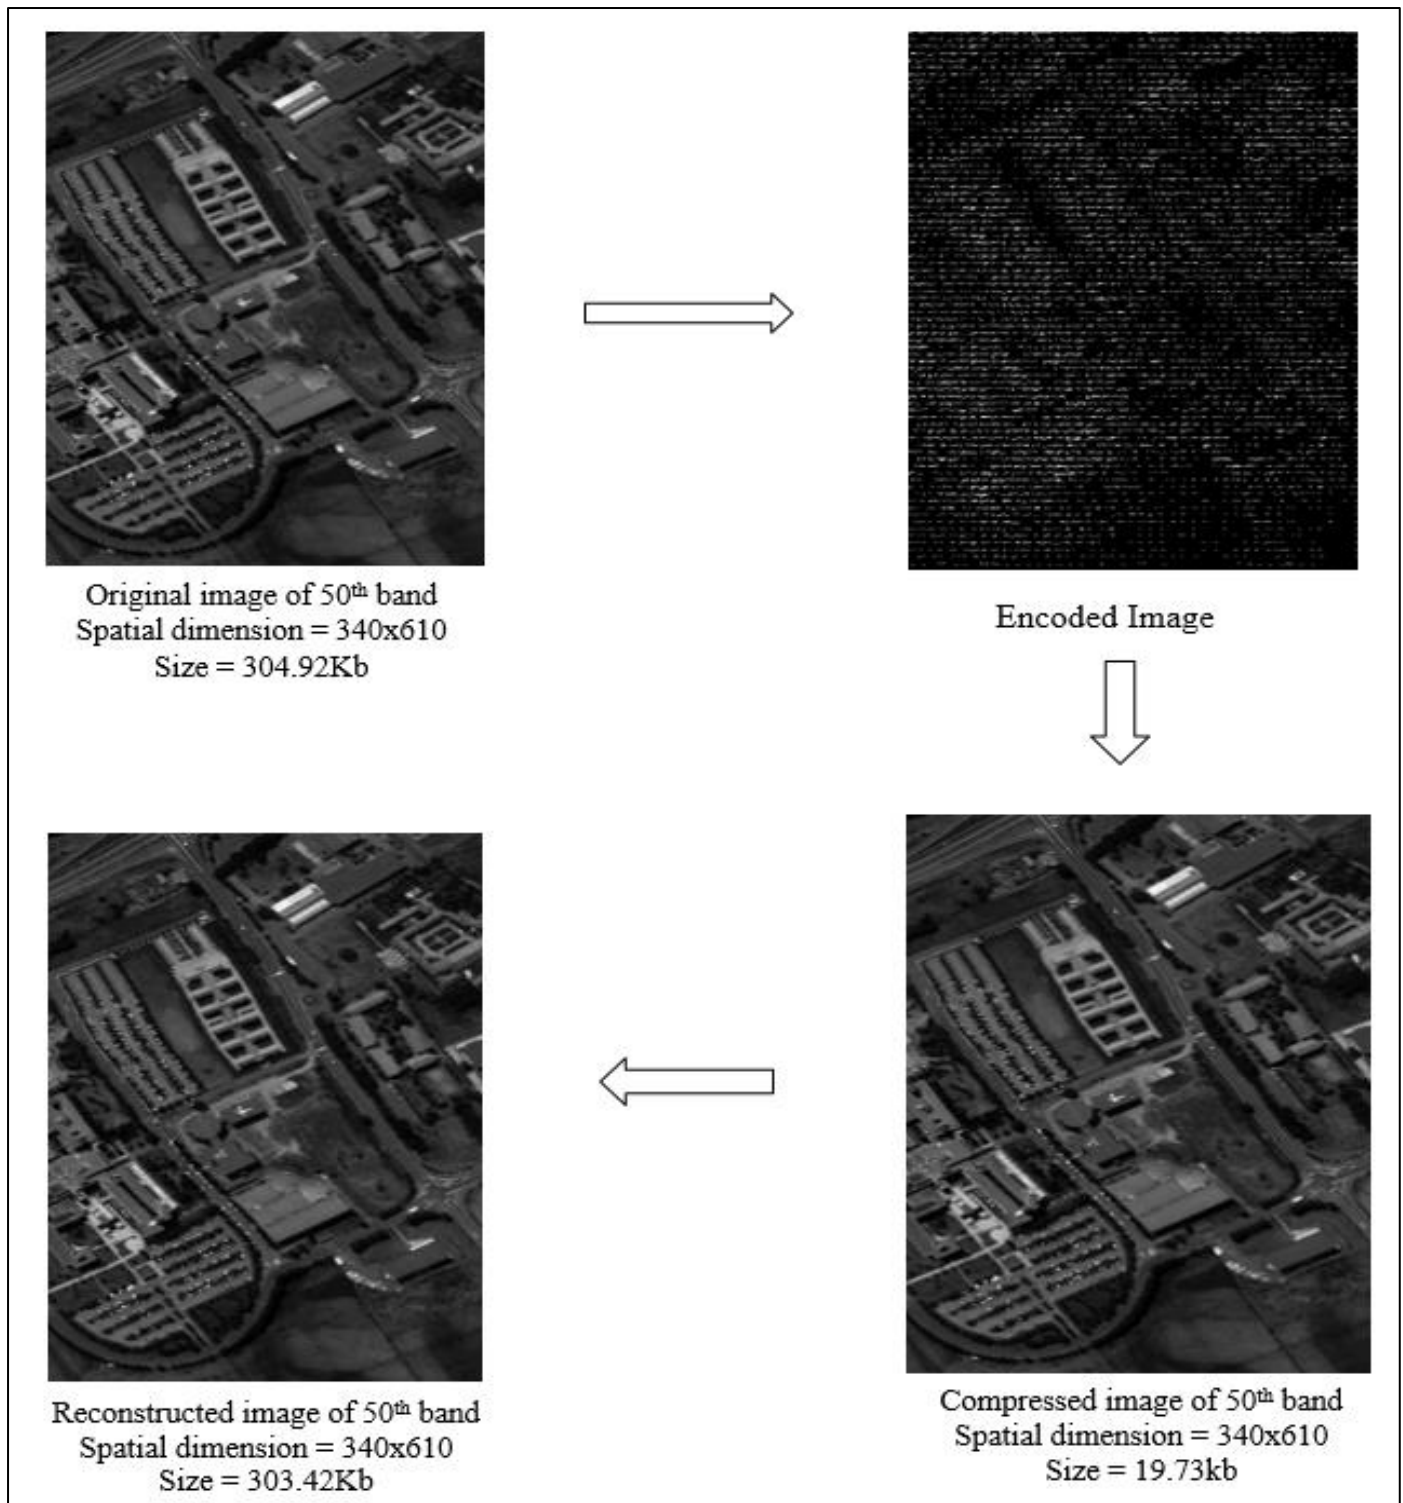 Original image of 50th band
Spatial dimension = 340x610
Size = 304.92Kb
Encoded Image
Compressed image of 50th band
Spatial dimension = 340x610
Size = 19.73kb
Reconstructed image of 50th band
Spatial dimension = 340x610
Size = 303.42Kb